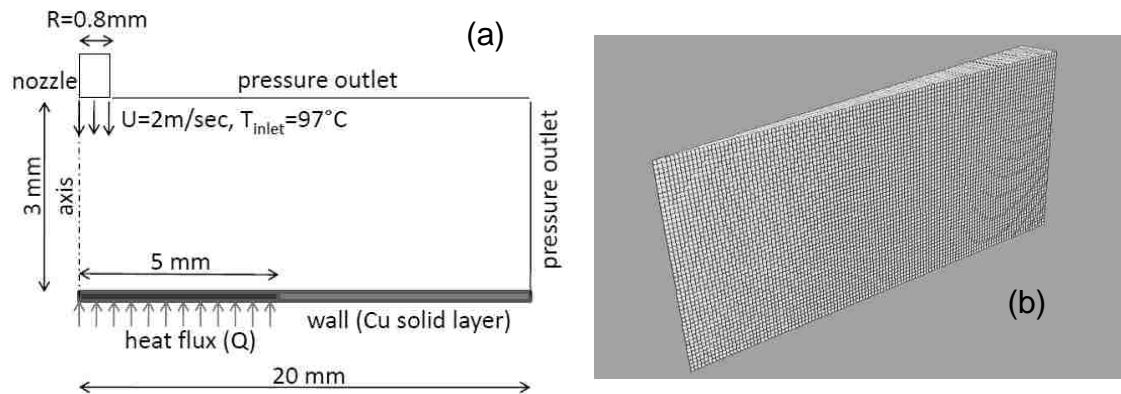 R=0.8mm
(a)
nozzle
pressure outlet
U=2m/sec, Tinlet=97°C
3 mm
axis
pressure outlet
5 mm
wall (Cu solid layer)
heat flux (Q)
20 mm
(b)